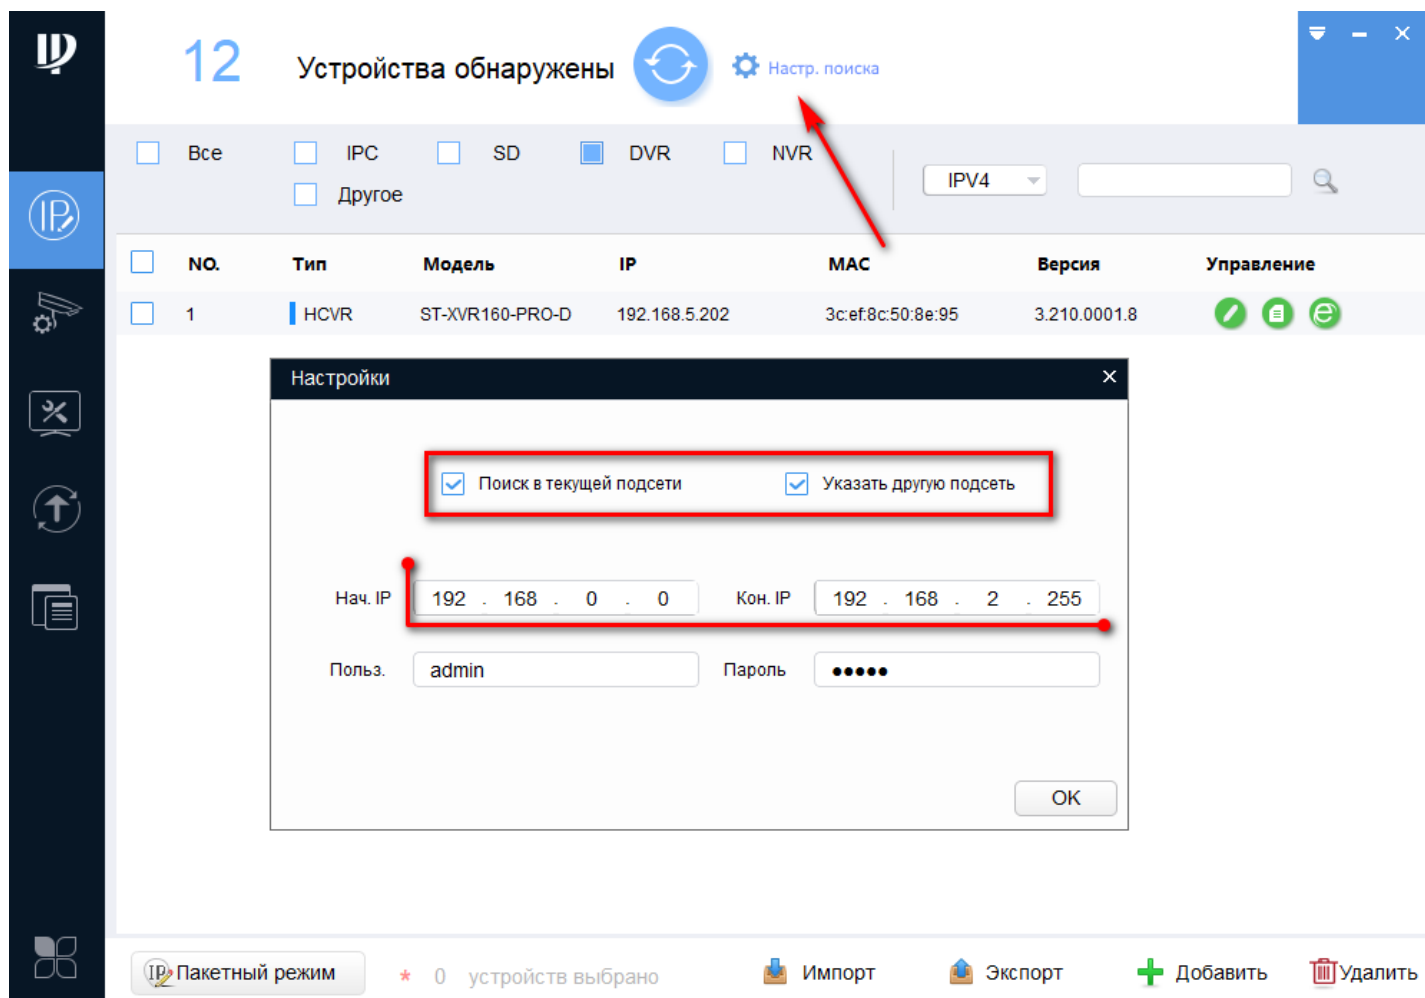 12 Устройства обнаружены Настр. поиска
Все IPC SD DVR NVR
Другое
IPV4
NO. Тип Модель IP MAC Версия Управление
1 HCVR ST-XVR160-PRO-D 192.168.5.202 3c:ef:8c:50:8e:95 3.210.0001.8
Настройки
Поиск в текущей подсети Указать другую подсеть
Нач. IP 192 . 168 . 0 . 0 Кон. IP 192 . 168 . 2 . 255
Польз. admin Пароль •••••
OK
Пакетный режим * 0 устройств выбрано Импорт Экспорт Добавить Удалить